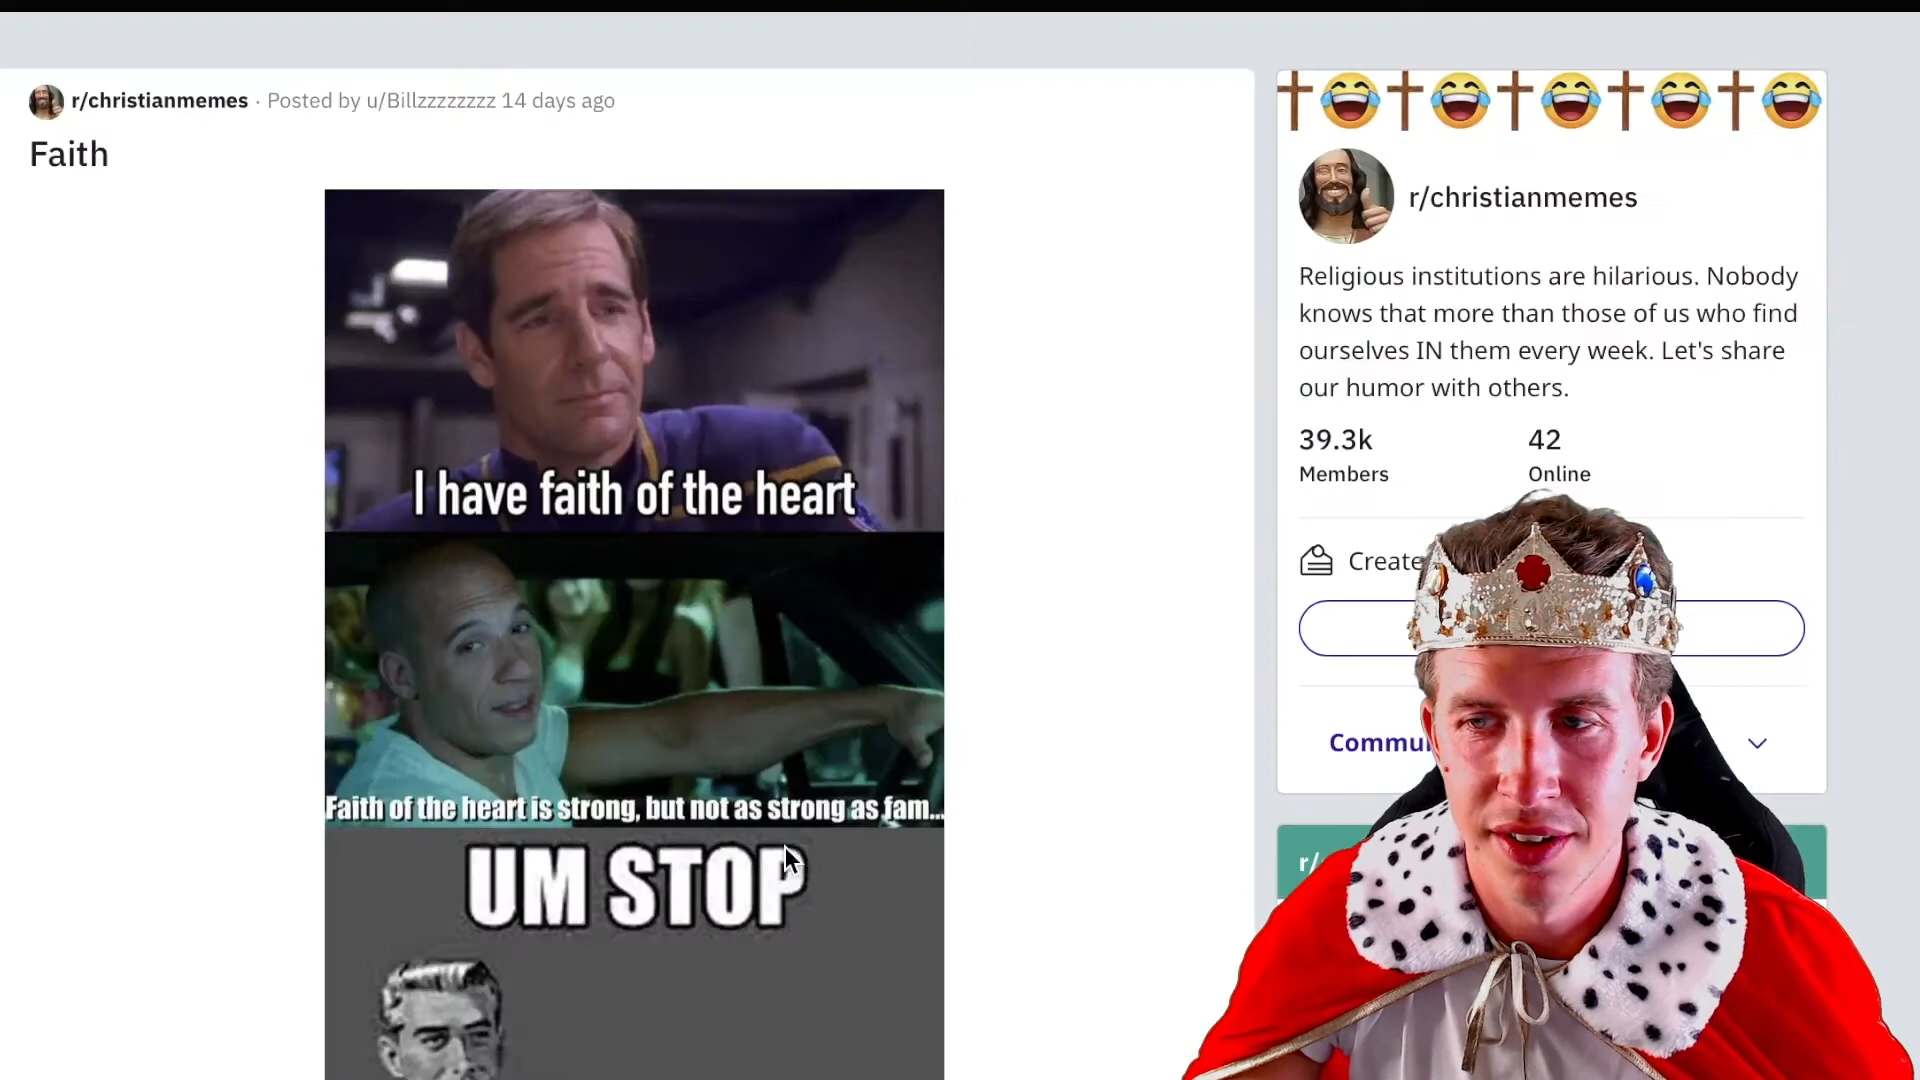 r/christianmemes · Posted by u/Billzzzzzzzz 14 days ago
Faith
I have faith of the heart
Faith of the heart is strong, but not as strong as fam...
UM STOP
r/christianmemes
Religious institutions are hilarious. Nobody
knows that more than those of us who find
ourselves IN them every week. Let's share
our humor with others.
39.3k 42
Members Online
Create
r/